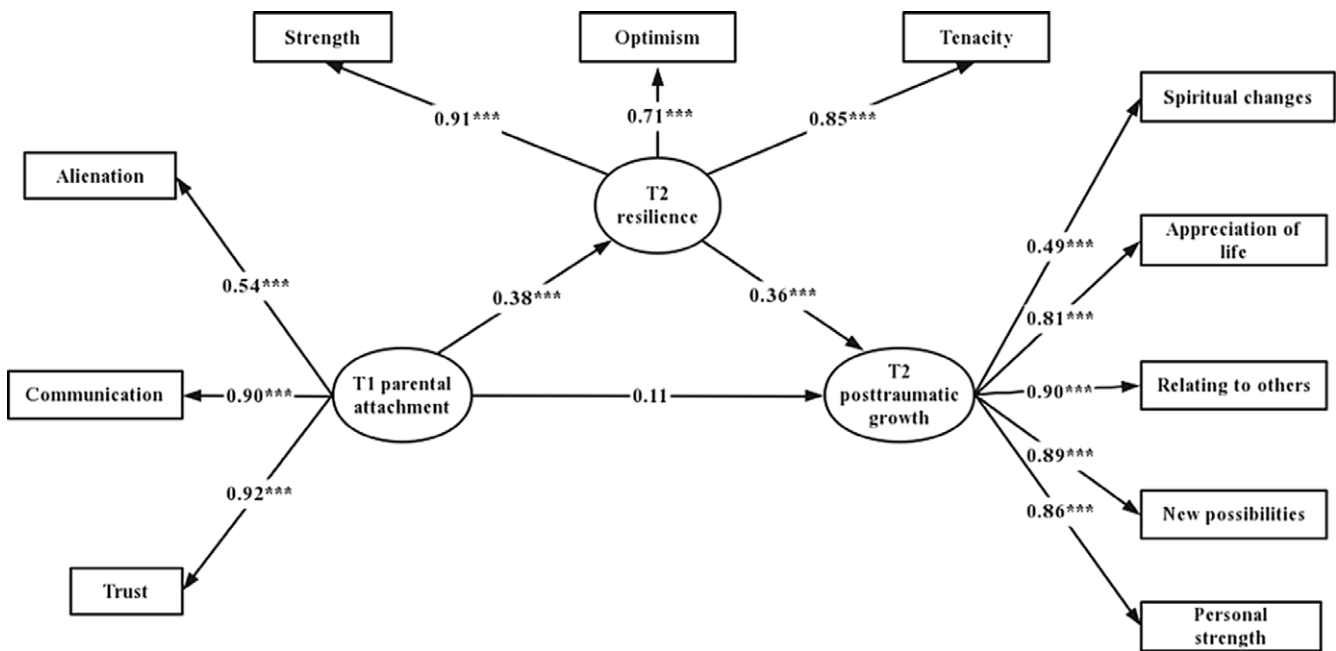 Strength
Optimism
Tenacity
Spiritual changes
0.91***
0.71***
0.85***
Alienation
T2
resilience
Appreciation of
life
0.49***
0.54***
0.38***
0.36***
0.81***
Communication
0.90***
T1 parental
attachment
0.11
T2
posttraumatic
growth
0.90***
Relating to others
0.89***
0.92***
0.86***
New possibilities
Trust
Personal
strength